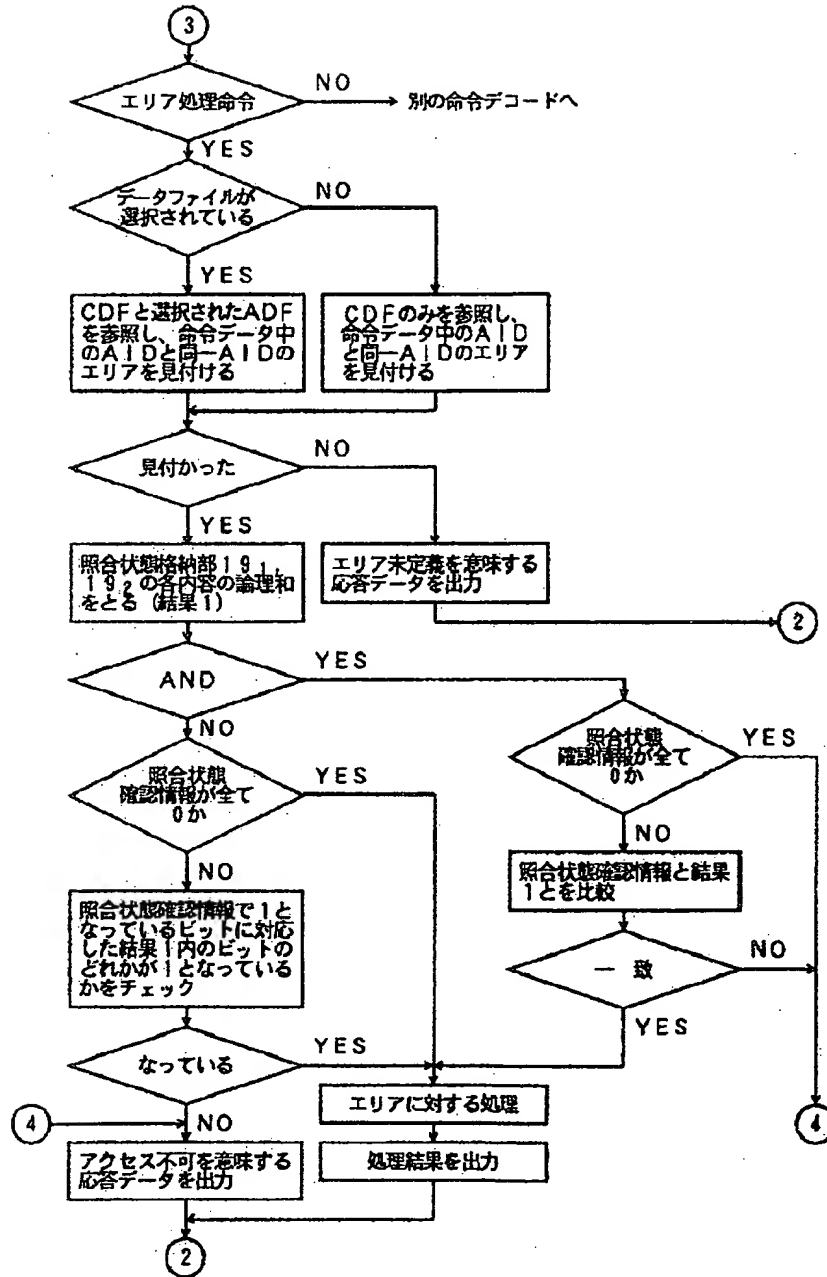 3
エリア処理命令
NO
別の命令デコードへ
YES
データファイルが
選択されている
NO
YES
CDFと選択されたADF
を参照し、命令データ中
のAIDと同一AIDの
エリアを見付ける
CDFのみを参照し、
命令データ中のAID
と同一AIDのエリア
を見付ける
見付かった
NO
YES
照合状態格納部19₁,
19₂の各内容の論理和
をとる(結果1)
エリア未定義を意味する
応答データを出力
2
AND
YES
NO
照合状態
確認情報が全て
0か
YES
NO
照合状態
確認情報が全て
0か
YES
NO
照合状態確認情報と結果
1とを比較
照合状態確認情報で1と
なっているビットに対応
した結果1内のビットの
どれかが1となっている
かをチェック
一致
NO
YES
なっている
YES
NO
4
エリアに対する処理
4
アクセス不可を意味する
応答データを出力
処理結果を出力
2